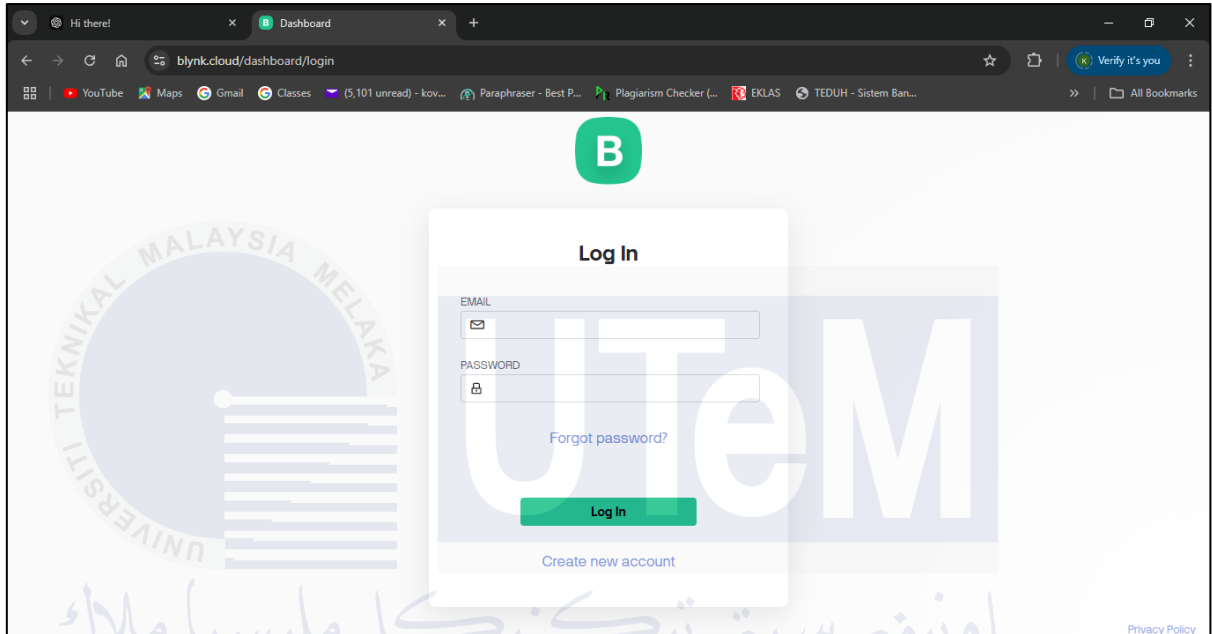 Hi there!
Dashboard
blynk.cloud/dashboard/login
K
Verify it's you
YouTube
Maps
Gmail
Classes
(5,101 unread) - kov...
Paraphraser - Best P...
Plagiarism Checker (...
EKLAS
TEDUH - Sistem Ban...
All Bookmarks
B
Log In
EMAIL
PASSWORD
Forgot password?
Log In
Create new account
Privacy Policy
UNIVERSITI TEKNIKAL MALAYSIA MELAKA
UTeM